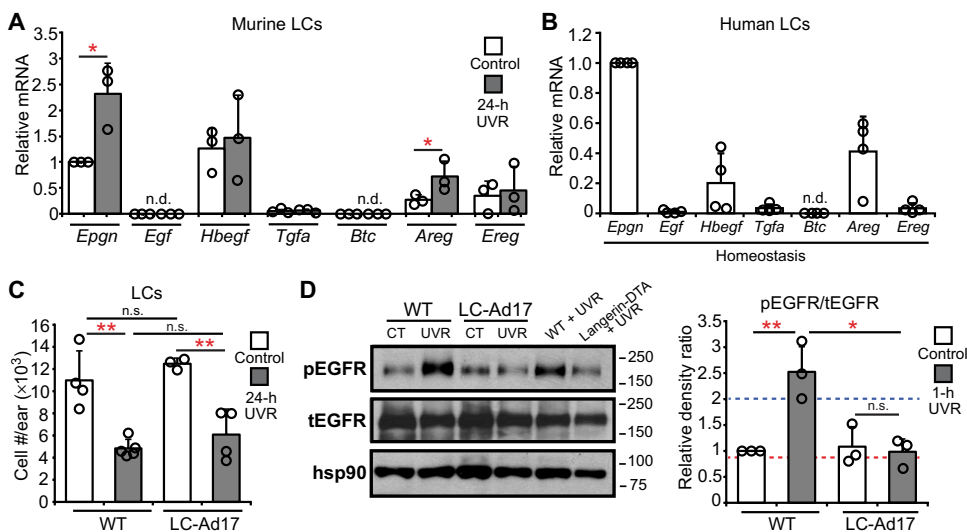 A
Murine LCs
Relative mRNA
3.5
3
2.5
2
1.5
1
0.5
0
*
n.d.
n.d.
*
Control
24-h
UVR
Epgn Egf Hbegf Tgfa Btc Areg Ereg
B
Human LCs
Relative mRNA
1.2
1.0
0.8
0.6
0.4
0.2
0
n.d.
Epgn Egf Hbegf Tgfa Btc Areg Ereg
Homeostasis
C
LCs
Cell #/ear (×10³)
16
14
12
10
8
6
4
2
0
n.s.
n.s.
**
**
Control
24-h
UVR
WT LC-Ad17
D
WT LC-Ad17
CT UVR CT UVR WT + UVR Langerin-DTA + UVR
pEGFR
250
150
tEGFR
250
150
hsp90
100
75
pEGFR/tEGFR
Relative density ratio
3.5
3
2.5
2
1.5
1
0.5
0
**
*
n.s.
Control
1-h
UVR
WT LC-Ad17